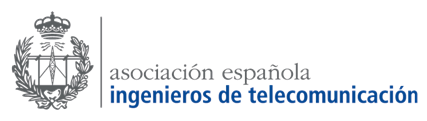 asociación española
ingenieros de telecomunicación